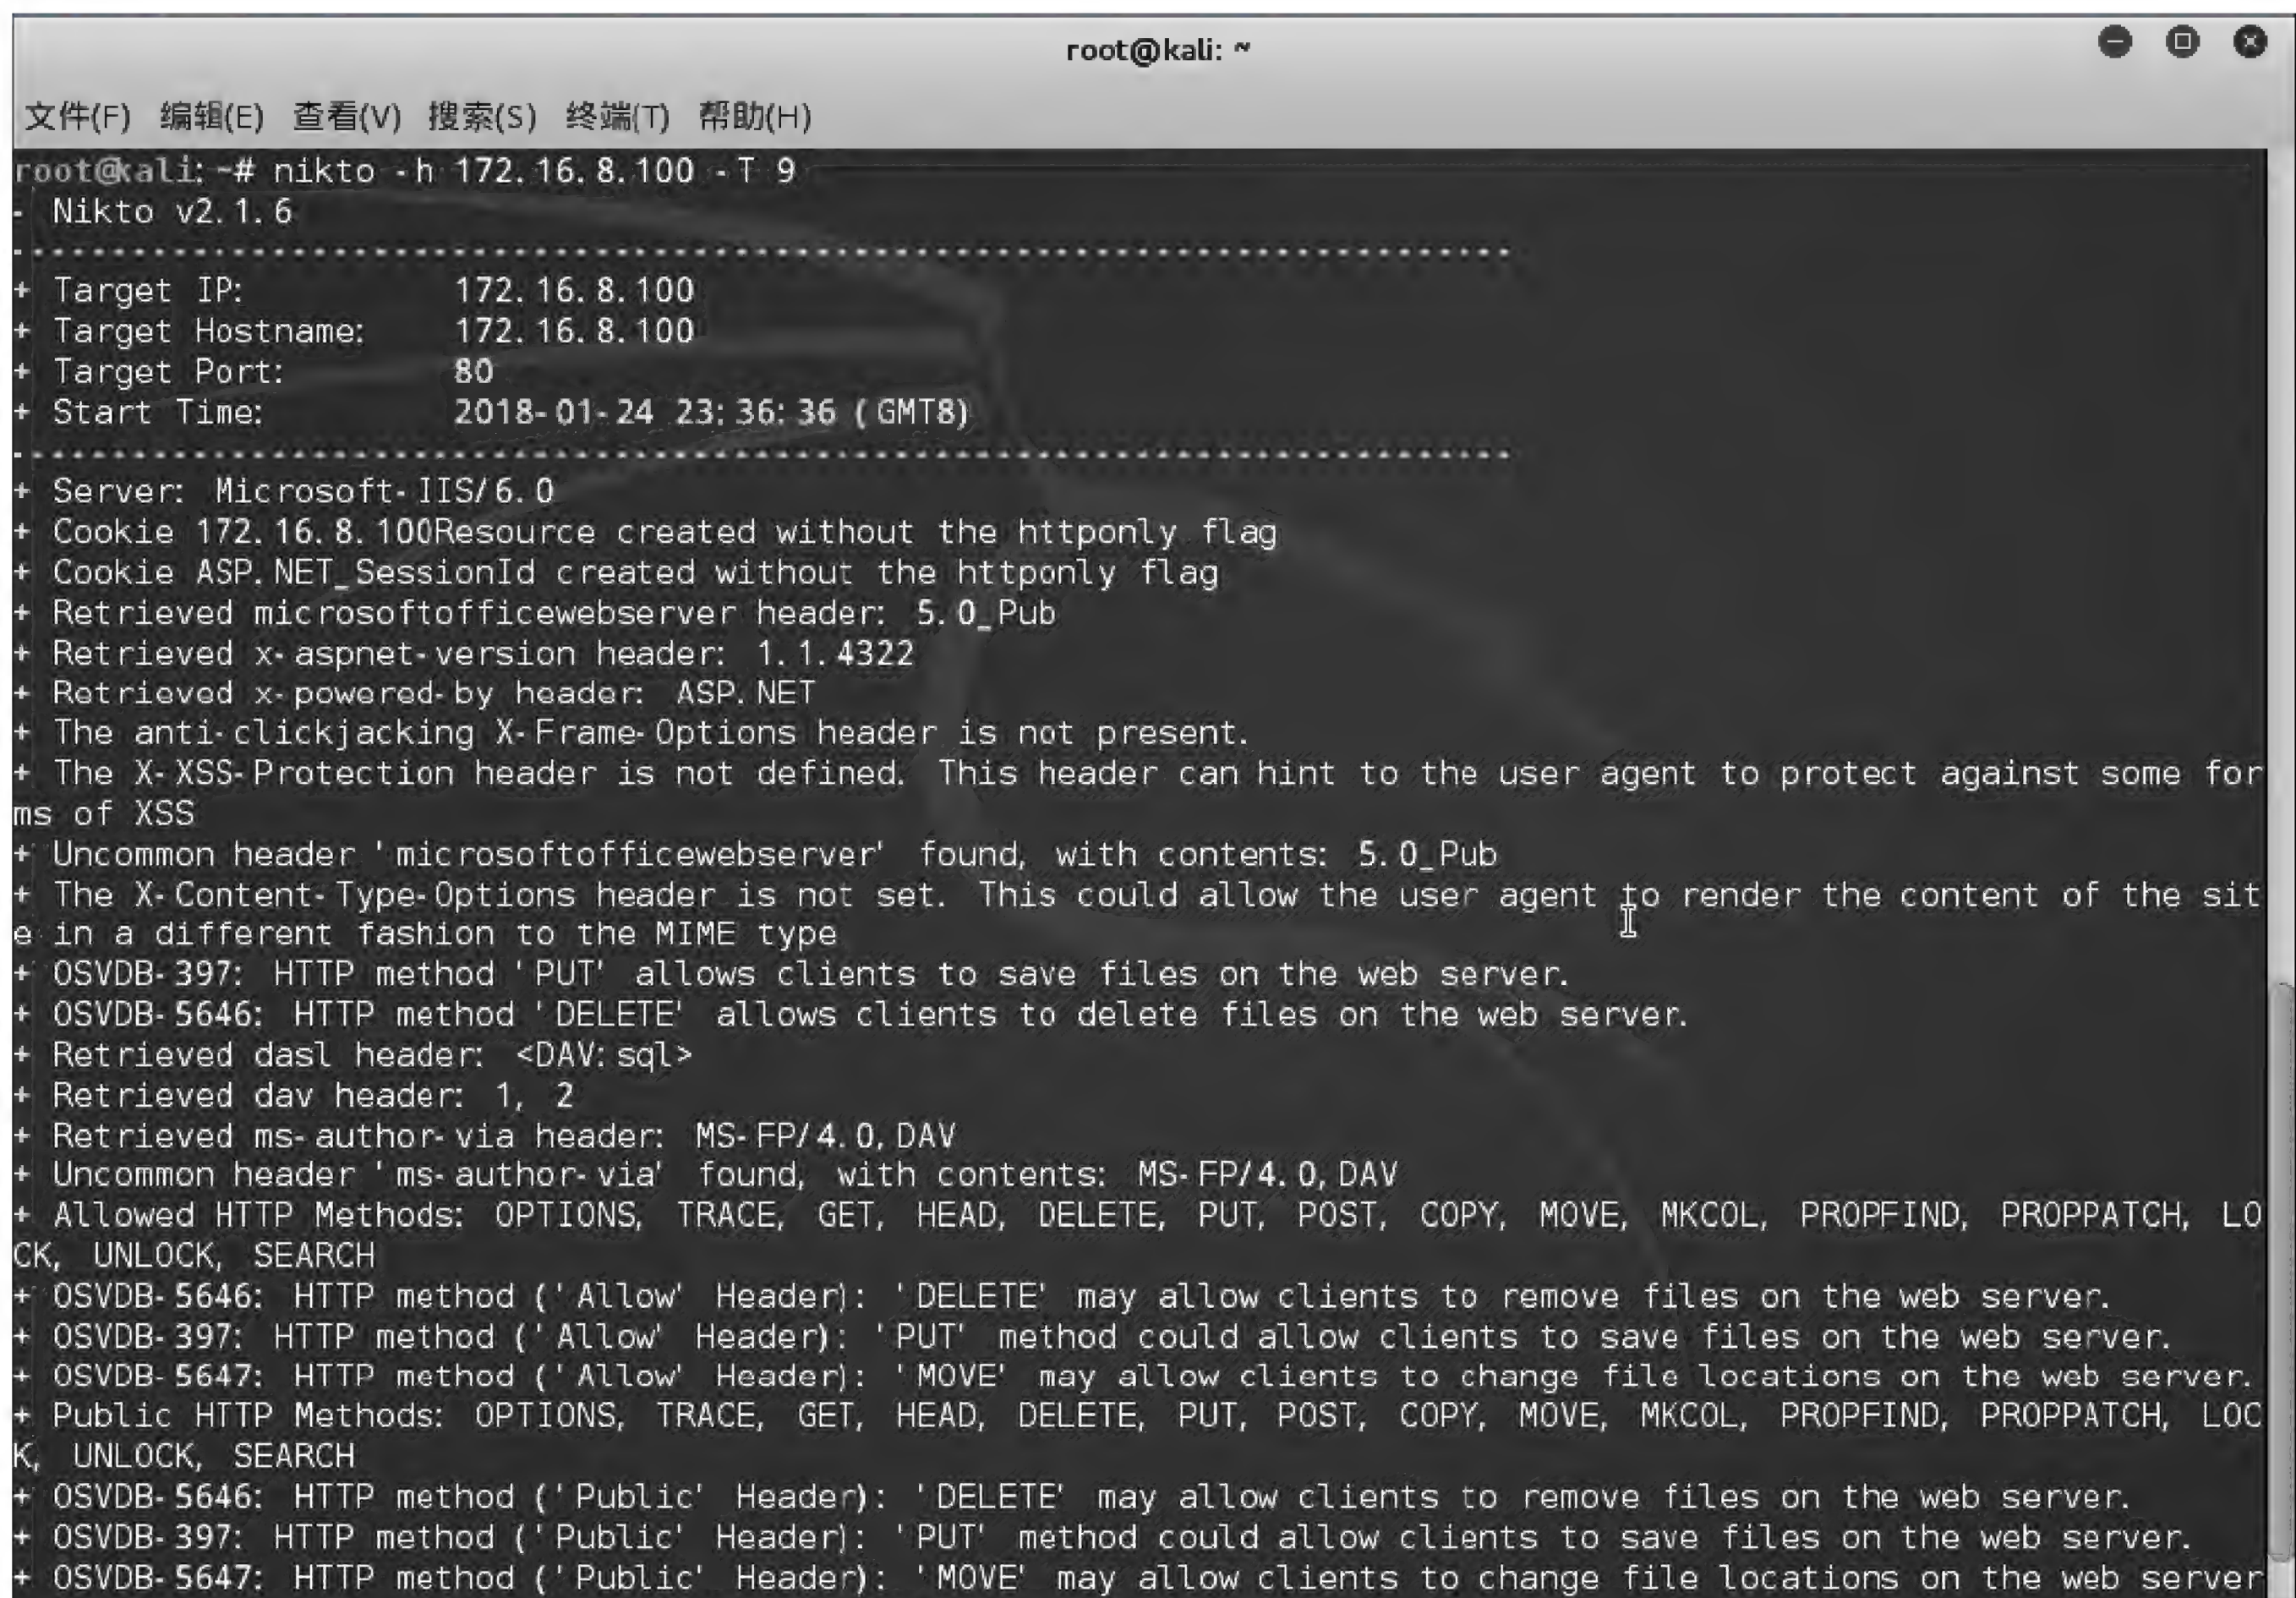 root@kali: ~
文件(F) 编辑(E) 查看(V) 搜索(S) 终端(T) 帮助(H)
root@kali:~# nikto -h 172.16.8.100 -T 9
- Nikto v2.1.6
---------------------------------------------------------------------------
+ Target IP:          172.16.8.100
+ Target Hostname:    172.16.8.100
+ Target Port:        80
+ Start Time:         2018-01-24 23:36:36 (GMT8)
---------------------------------------------------------------------------
+ Server: Microsoft-IIS/6.0
+ Cookie 172.16.8.100Resource created without the httponly flag
+ Cookie ASP.NET_SessionId created without the httponly flag
+ Retrieved microsoftofficewebserver header: 5.0_Pub
+ Retrieved x-aspnet-version header: 1.1.4322
+ Retrieved x-powered-by header: ASP.NET
+ The anti-clickjacking X-Frame-Options header is not present.
+ The X-XSS-Protection header is not defined. This header can hint to the user agent to protect against some for
ms of XSS
+ Uncommon header 'microsoftofficewebserver' found, with contents: 5.0_Pub
+ The X-Content-Type-Options header is not set. This could allow the user agent to render the content of the sit
e in a different fashion to the MIME type
+ OSVDB-397: HTTP method 'PUT' allows clients to save files on the web server.
+ OSVDB-5646: HTTP method 'DELETE' allows clients to delete files on the web server.
+ Retrieved dasl header: <DAV:sql>
+ Retrieved dav header: 1, 2
+ Retrieved ms-author-via header: MS-FP/4.0,DAV
+ Uncommon header 'ms-author-via' found, with contents: MS-FP/4.0,DAV
+ Allowed HTTP Methods: OPTIONS, TRACE, GET, HEAD, DELETE, PUT, POST, COPY, MOVE, MKCOL, PROPFIND, PROPPATCH, LO
CK, UNLOCK, SEARCH
+ OSVDB-5646: HTTP method ('Allow' Header): 'DELETE' may allow clients to remove files on the web server.
+ OSVDB-397: HTTP method ('Allow' Header): 'PUT' method could allow clients to save files on the web server.
+ OSVDB-5647: HTTP method ('Allow' Header): 'MOVE' may allow clients to change file locations on the web server.
+ Public HTTP Methods: OPTIONS, TRACE, GET, HEAD, DELETE, PUT, POST, COPY, MOVE, MKCOL, PROPFIND, PROPPATCH, LOC
K, UNLOCK, SEARCH
+ OSVDB-5646: HTTP method ('Public' Header): 'DELETE' may allow clients to remove files on the web server.
+ OSVDB-397: HTTP method ('Public' Header): 'PUT' method could allow clients to save files on the web server.
+ OSVDB-5647: HTTP method ('Public' Header): 'MOVE' may allow clients to change file locations on the web server